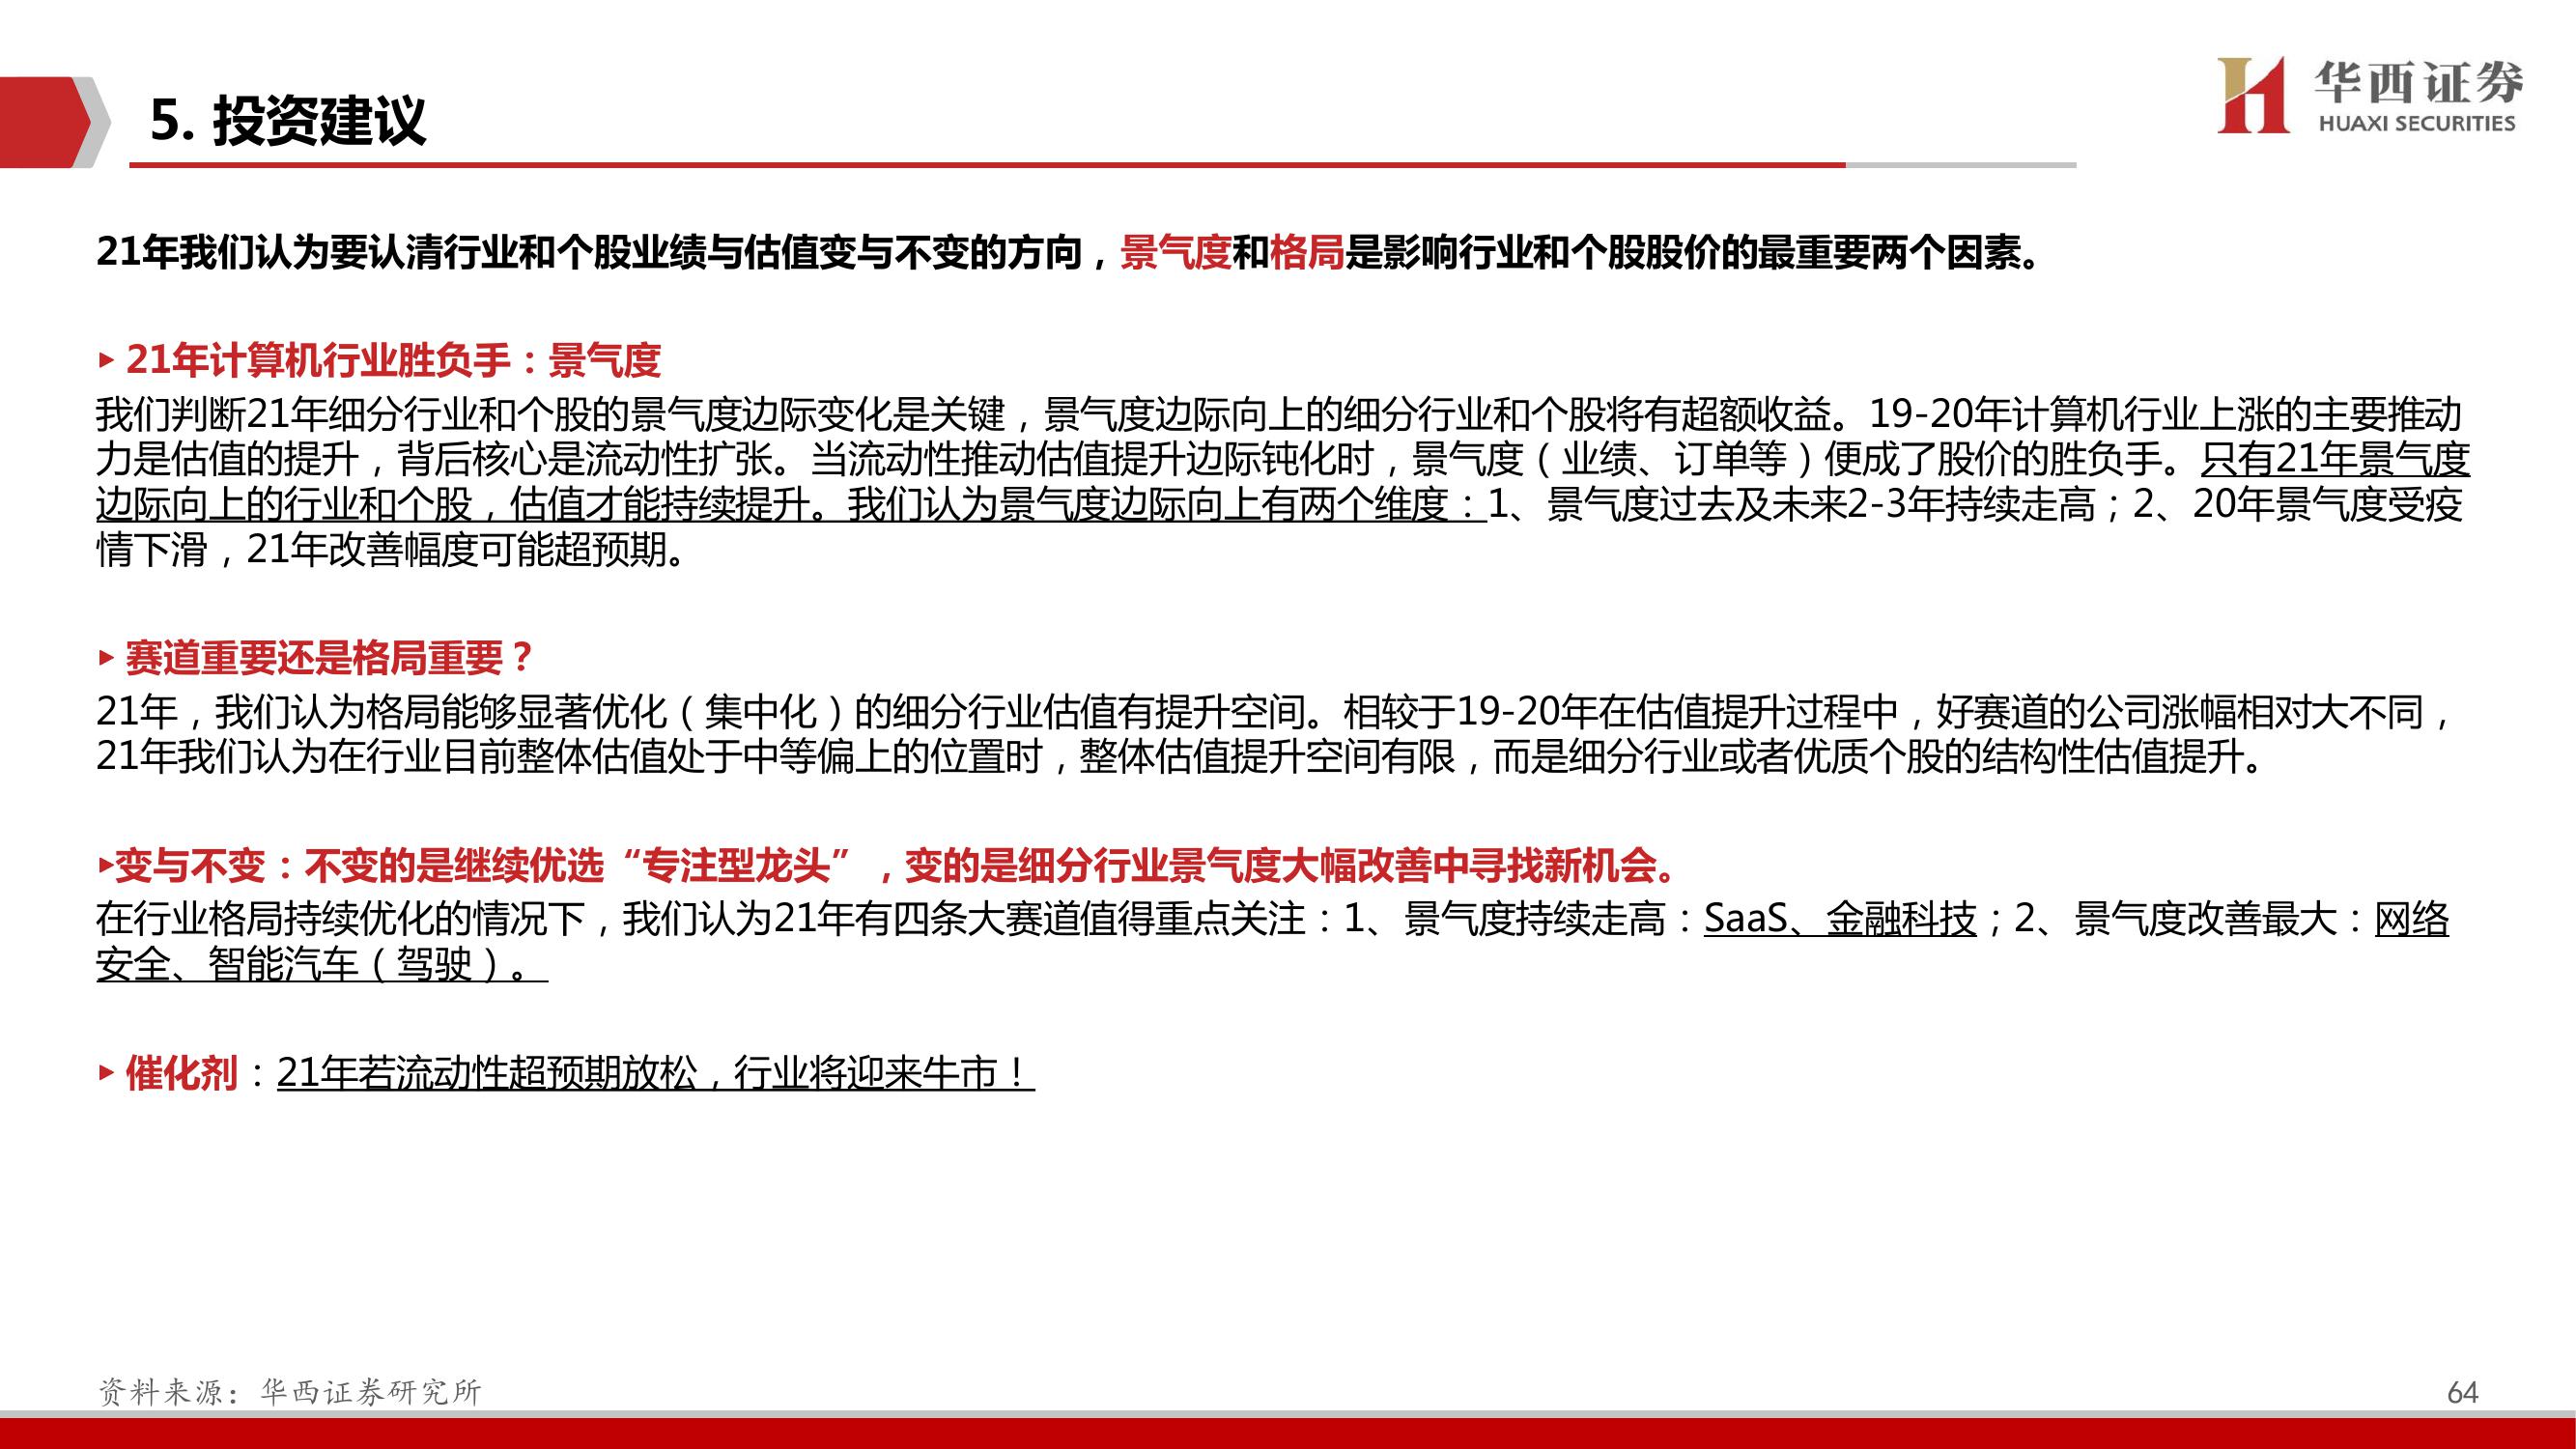 华西证券
HUAXI SECURITIES
5. 投资建议
21年我们认为要认清行业和个股业绩与估值变与不变的方向，景气度和格局是影响行业和个股股价的最重要两个因素。
▸ 21年计算机行业胜负手：景气度
我们判断21年细分行业和个股的景气度边际变化是关键，景气度边际向上的细分行业和个股将有超额收益。19-20年计算机行业上涨的主要推动
力是估值的提升，背后核心是流动性扩张。当流动性推动估值提升边际钝化时，景气度（业绩、订单等）便成了股价的胜负手。只有21年景气度
边际向上的行业和个股，估值才能持续提升。我们认为景气度边际向上有两个维度：1、景气度过去及未来2-3年持续走高；2、20年景气度受疫
情下滑，21年改善幅度可能超预期。
▸ 赛道重要还是格局重要？
21年，我们认为格局能够显著优化（集中化）的细分行业估值有提升空间。相较于19-20年在估值提升过程中，好赛道的公司涨幅相对大不同，
21年我们认为在行业目前整体估值处于中等偏上的位置时，整体估值提升空间有限，而是细分行业或者优质个股的结构性估值提升。
▸变与不变：不变的是继续优选“专注型龙头”，变的是细分行业景气度大幅改善中寻找新机会。
在行业格局持续优化的情况下，我们认为21年有四条大赛道值得重点关注：1、景气度持续走高：SaaS、金融科技；2、景气度改善最大：网络
安全、智能汽车（驾驶）。
▸ 催化剂：21年若流动性超预期放松，行业将迎来牛市！
资料来源：华西证券研究所
64